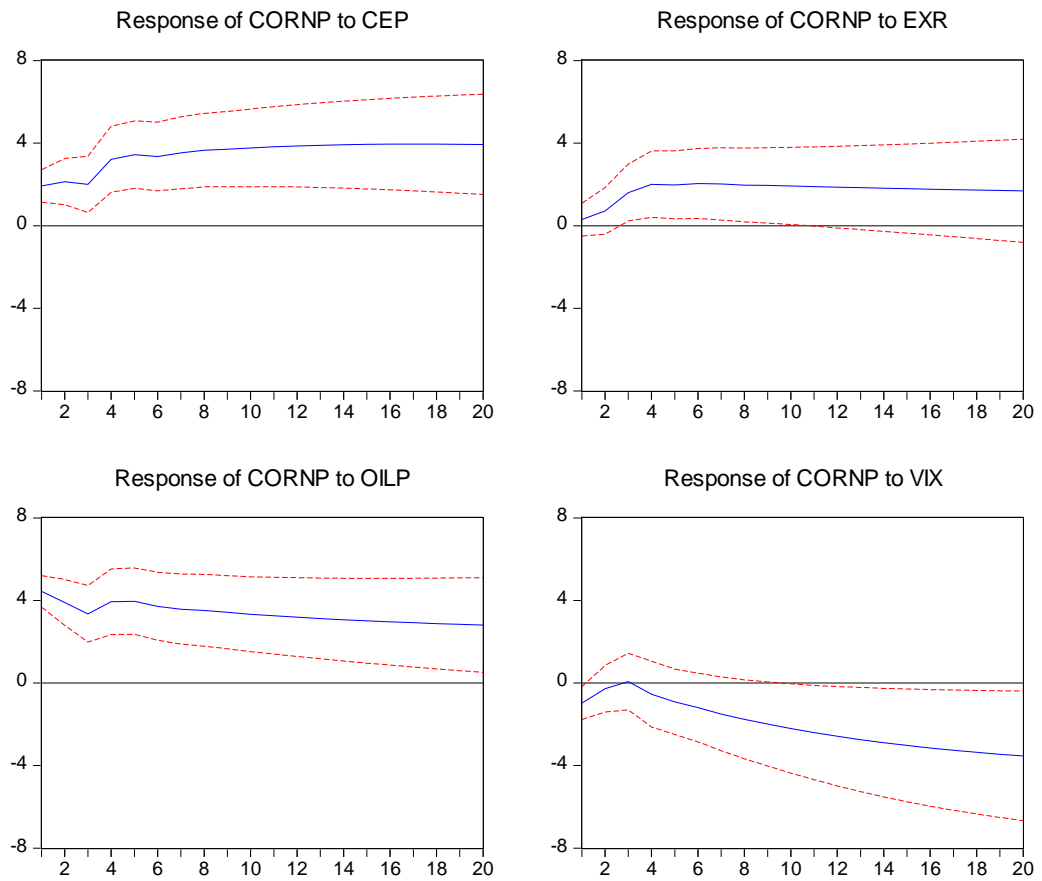 Response of CORNP to CEP
8
4
0
-4
-8
2 4 6 8 10 12 14 16 18 20
Response of CORNP to EXR
8
4
0
-4
-8
2 4 6 8 10 12 14 16 18 20
Response of CORNP to OILP
8
4
0
-4
-8
2 4 6 8 10 12 14 16 18 20
Response of CORNP to VIX
8
4
0
-4
-8
2 4 6 8 10 12 14 16 18 20